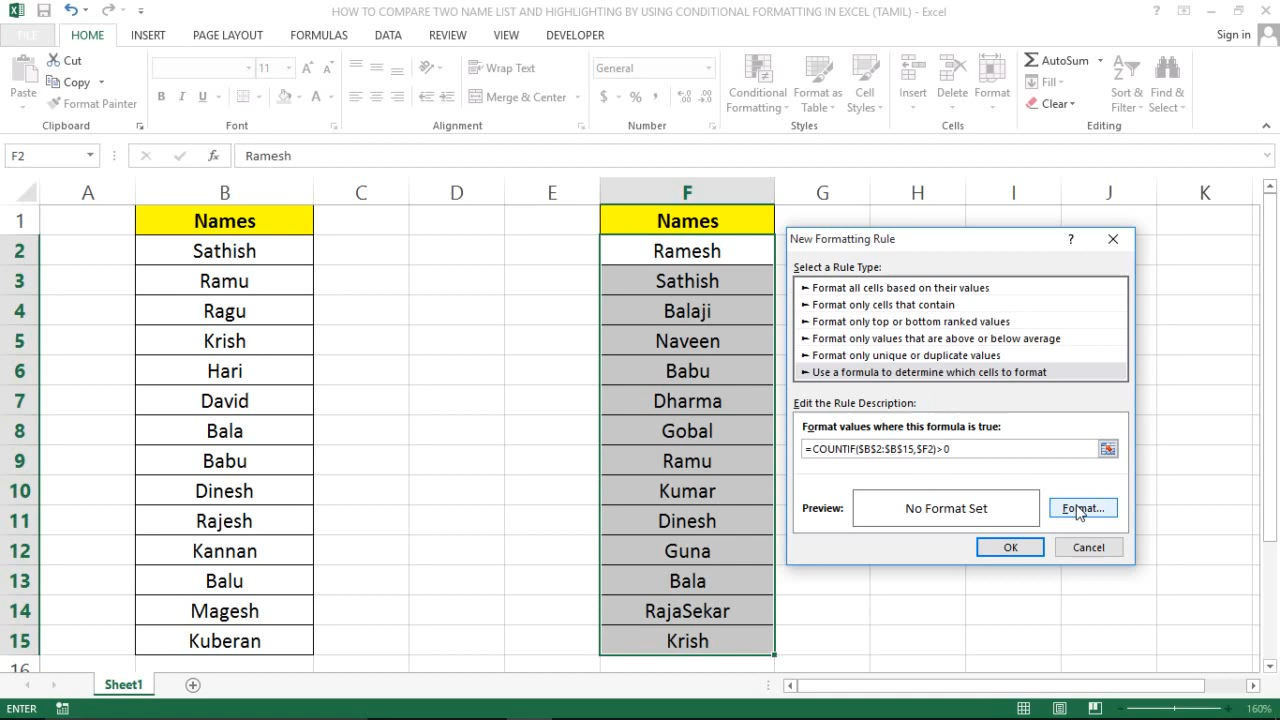 HOW TO COMPARE TWO NAME LIST AND HIGHLIGHTING BY USING CONDITIONAL FORMATTING IN EXCEL (TAMIL) - Excel
FILE HOME INSERT PAGE LAYOUT FORMULAS DATA REVIEW VIEW DEVELOPER Sign in
Paste
Cut
Copy
Format Painter
Clipboard
11
Font
Wrap Text
Merge & Center
Alignment
General
$ % ,
Number
Conditional
Formatting
Format as
Table
Cell
Styles
Styles
Insert
Delete
Format
Cells
AutoSum
Fill
Clear
Sort &
Filter
Find &
Select
Editing
F2 fx Ramesh
A B C D E F G H I J K
1 Names Names
2 Sathish Ramesh
3 Ramu Sathish
4 Ragu Balaji
5 Krish Naveen
6 Hari Babu
7 David Dharma
8 Bala Gobal
9 Babu Ramu
10 Dinesh Kumar
11 Rajesh Dinesh
12 Kannan Guna
13 Balu Bala
14 Magesh RajaSekar
15 Kuberan Krish
16
New Formatting Rule
Select a Rule Type:
► Format all cells based on their values
► Format only cells that contain
► Format only top or bottom ranked values
► Format only values that are above or below average
► Format only unique or duplicate values
► Use a formula to determine which cells to format
Edit the Rule Description:
Format values where this formula is true:
=COUNTIF($B$2:$B$15,$F2)>0
Preview: No Format Set Format...
OK Cancel
Sheet1
ENTER 160%